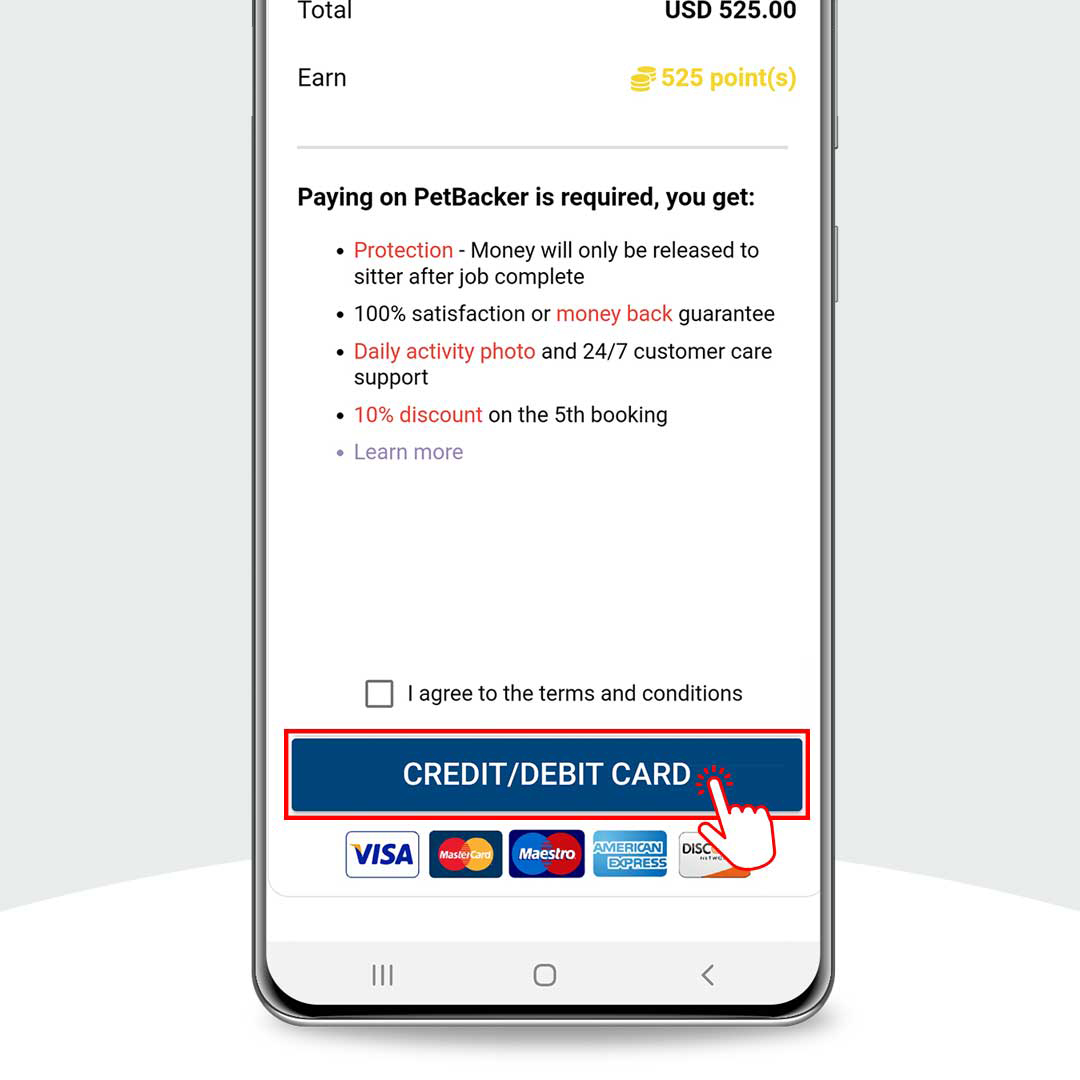 Total USD 525.00
Earn 525 point(s)
Paying on PetBacker is required, you get:
• Protection - Money will only be released to
sitter after job complete
• 100% satisfaction or money back guarantee
• Daily activity photo and 24/7 customer care
support
• 10% discount on the 5th booking
• Learn more
I agree to the terms and conditions
CREDIT/DEBIT CARD
VISA MasterCard Maestro AMERICAN
EXPRESS